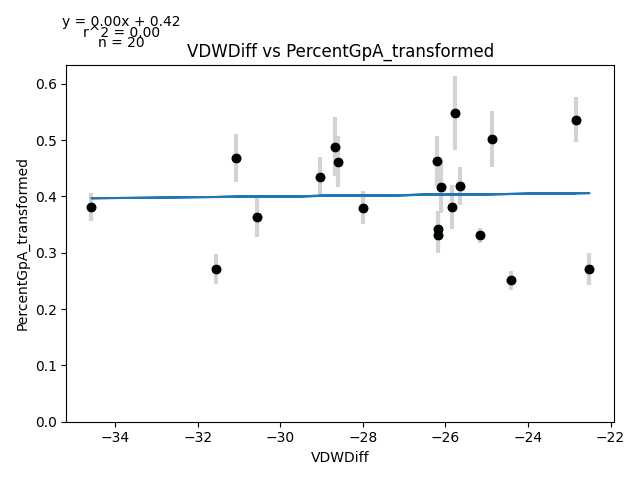 y = 0.00x + 0.42
r^2 = 0.00
n = 20
VDWDiff vs PercentGpA_transformed
PercentGpA_transformed
0.6
0.5
0.4
0.3
0.2
0.1
0.0
−34
−32
−30
−28
−26
−24
−22
VDWDiff